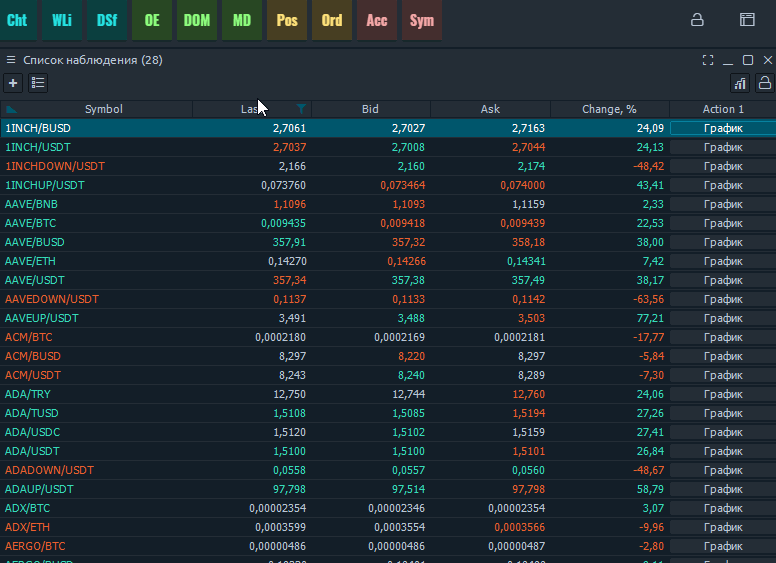 Cht WLi DSf OE DOM MD Pos Ord Acc Sym
Список наблюдения (28)
Symbol Las Bid Ask Change, % Action 1
1INCH/BUSD 2,7061 2,7027 2,7163 24,09 График
1INCH/USDT 2,7037 2,7008 2,7044 24,13 График
1INCHDOWN/USDT 2,166 2,160 2,174 -48,42 График
1INCHUP/USDT 0,073760 0,073464 0,074000 43,41 График
AAVE/BNB 1,1096 1,1093 1,1159 2,33 График
AAVE/BTC 0,009435 0,009418 0,009439 22,53 График
AAVE/BUSD 357,91 357,32 358,18 38,00 График
AAVE/ETH 0,14270 0,14266 0,14341 7,42 График
AAVE/USDT 357,34 357,38 357,49 38,17 График
AAVEDOWN/USDT 0,1137 0,1133 0,1142 -63,56 График
AAVEUP/USDT 3,491 3,488 3,503 77,21 График
ACM/BTC 0,0002180 0,0002169 0,0002181 -17,77 График
ACM/BUSD 8,297 8,220 8,297 -5,84 График
ACM/USDT 8,243 8,240 8,289 -7,30 График
ADA/TRY 12,750 12,744 12,760 24,06 График
ADA/TUSD 1,5108 1,5085 1,5194 27,26 График
ADA/USDC 1,5120 1,5102 1,5159 27,41 График
ADA/USDT 1,5100 1,5100 1,5101 26,84 График
ADADOWN/USDT 0,0558 0,0557 0,0560 -48,67 График
ADAUP/USDT 97,798 97,514 97,798 58,79 График
ADX/BTC 0,00002354 0,00002346 0,00002354 3,07 График
ADX/ETH 0,0003599 0,0003554 0,0003566 -9,96 График
AERGO/BTC 0,00000486 0,00000486 0,00000487 -2,80 График